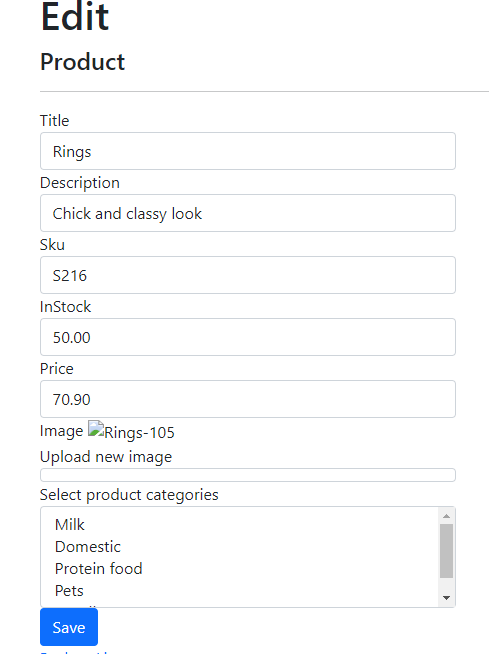 Edit
Product
Title
Rings
Description
Chick and classy look
Sku
S216
InStock
50.00
Price
70.90
Image Rings-105
Upload new image
Select product categories
Milk
Domestic
Protein food
Pets
Save